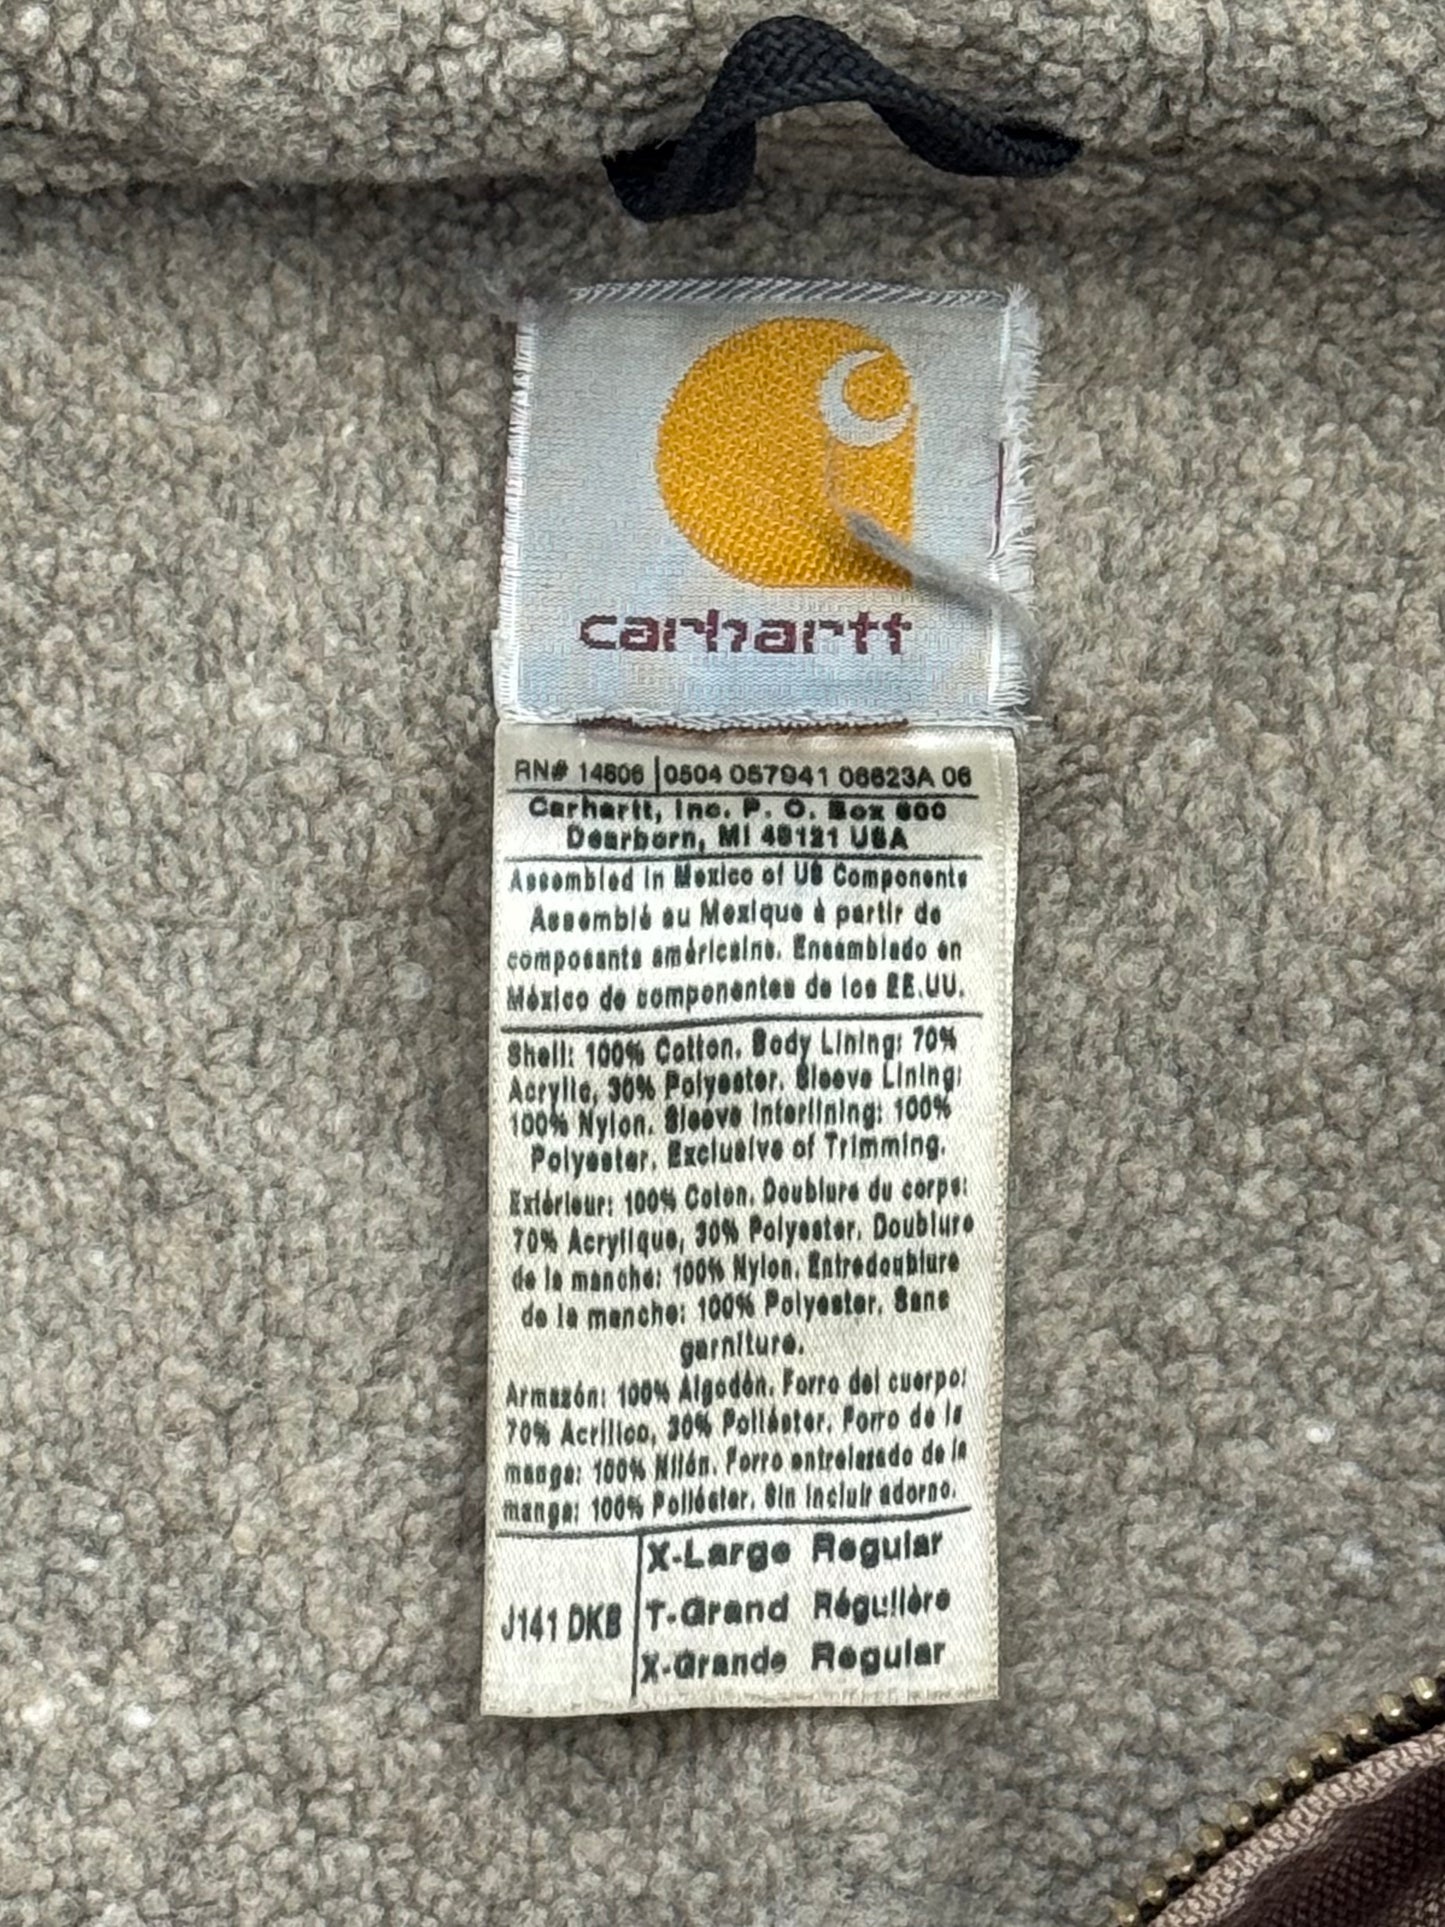 carhartt
RN# 14806 0504 057941 08623A 06
Carhartt, Inc. P. O. Box 600
Dearborn, MI 48121 USA
Assembled in Mexico of US Components
Assemblé au Mexique à partir de
composants américains. Ensamblado en
México de componentes de los EE.UU.
Shell: 100% Cotton. Body Lining: 70%
Acrylic, 30% Polyester. Sleeve Lining:
100% Nylon. Sleeve Interlining: 100%
Polyester. Exclusive of Trimming.
Extérieur: 100% Coton. Doublure du corps:
70% Acrylique, 30% Polyester. Doublure
de la manche: 100% Nylon. Entredoublure
de la manche: 100% Polyester. Sans
garniture.
Armazón: 100% Algodón. Forro del cuerpo:
70% Acrílico, 30% Poliéster. Forro de la
manga: 100% Nilón. Forro entrelazado de la
manga: 100% Poliéster. Sin incluir adorno.
J141 DKB
X-Large Regular
T-Grand Régulière
X-Grande Regular